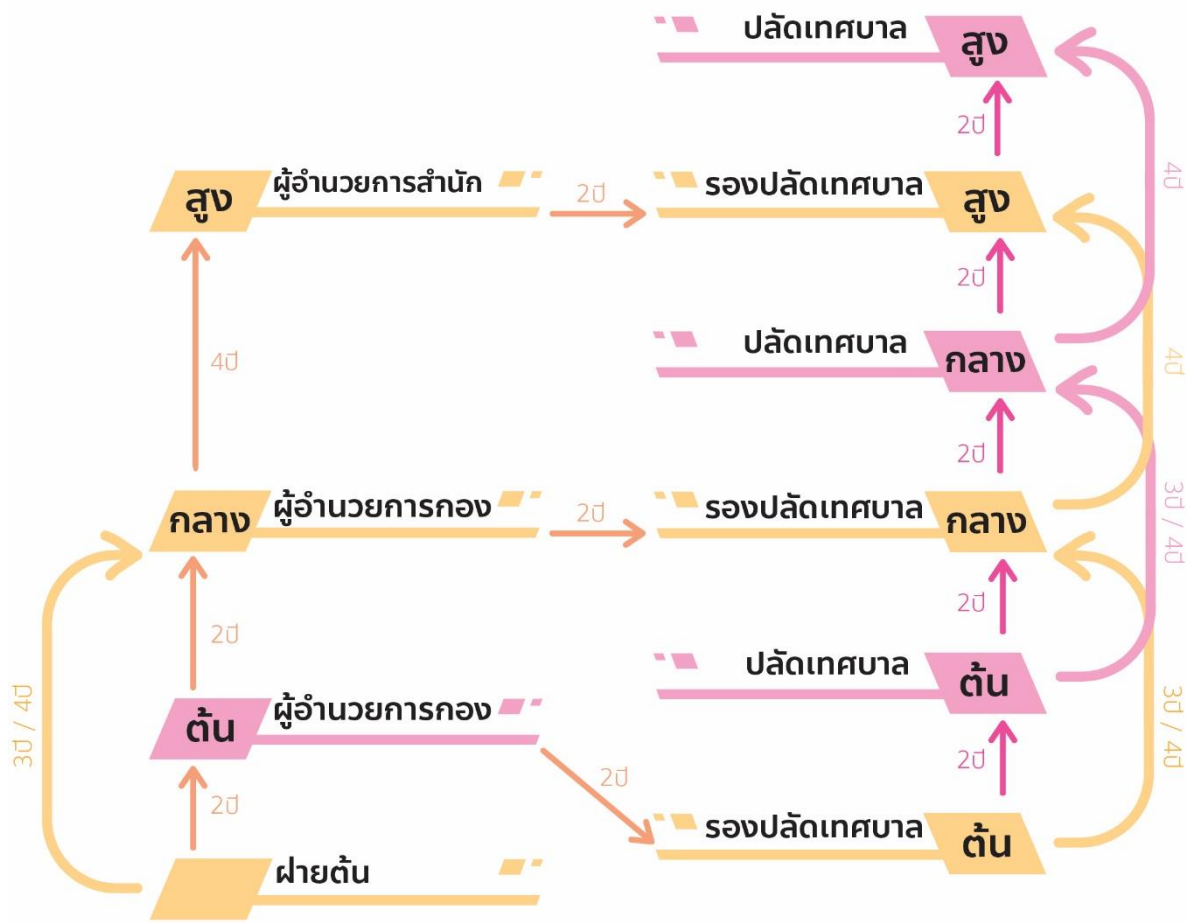 ปลัดเทศบาล สูง
2ปี
4ปี
สูง ผู้อำนวยการสำนัก 2ปี รองปลัดเทศบาล สูง
2ปี
4ปี
ปลัดเทศบาล กลาง
4ปี
2ปี
3ปี / 4ปี
กลาง ผู้อำนวยการกอง 2ปี รองปลัดเทศบาล กลาง
2ปี
2ปี
ปลัดเทศบาล ต้น
3ปี / 4ปี
ต้น ผู้อำนวยการกอง
3ปี / 4ปี
2ปี
2ปี
2ปี
รองปลัดเทศบาล ต้น
ฝ่ายต้น